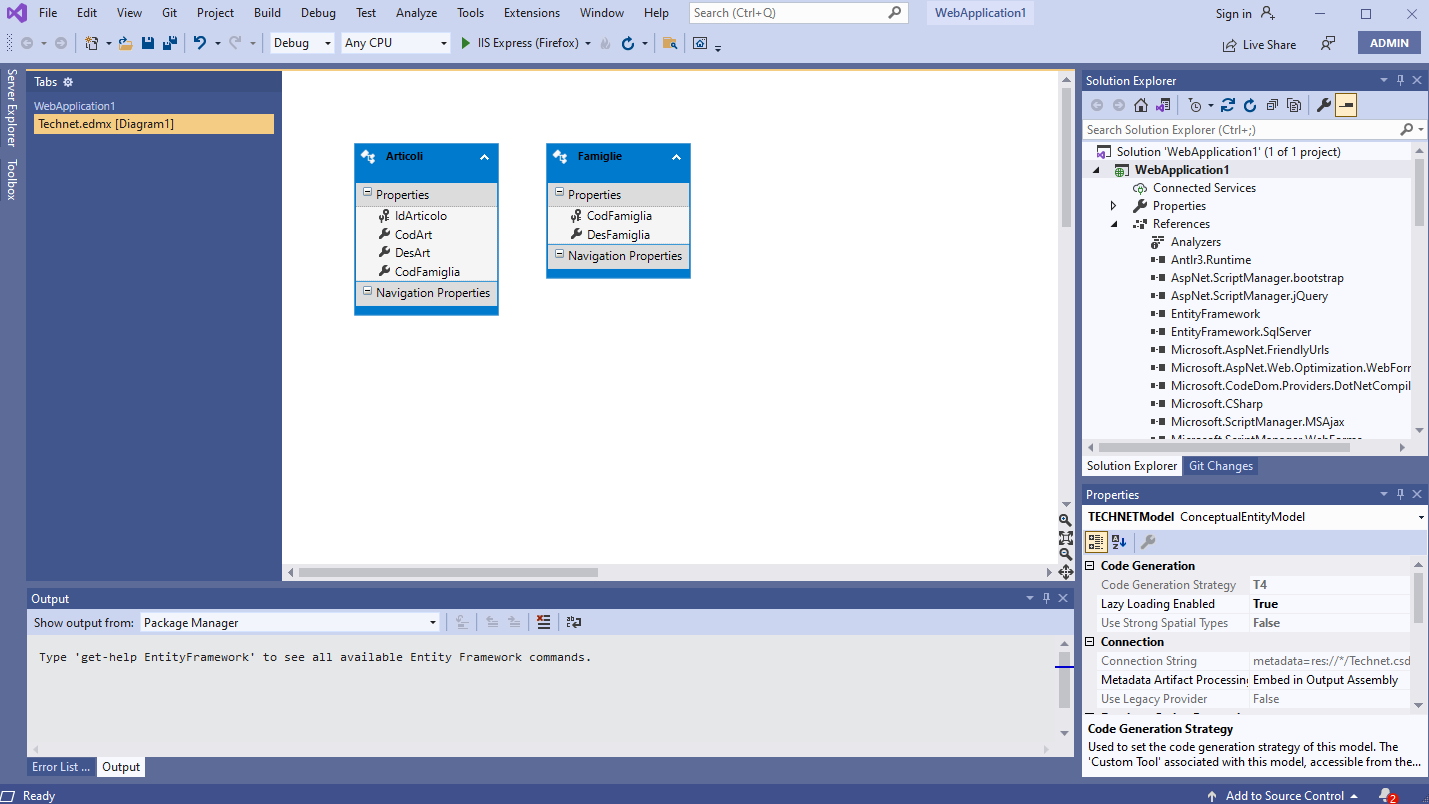 File Edit View Git Project Build Debug Test Analyze Tools Extensions Window Help Search (Ctrl+Q) WebApplication1 Sign in
Debug Any CPU IIS Express (Firefox) Live Share ADMIN
Server Explorer
Toolbox
Tabs
WebApplication1
Technet.edmx [Diagram1]
Articoli
Properties
IdArticolo
CodArt
DesArt
CodFamiglia
Navigation Properties
Famiglie
Properties
CodFamiglia
DesFamiglia
Navigation Properties
Output
Show output from: Package Manager
Type 'get-help EntityFramework' to see all available Entity Framework commands.
Error List ... Output
Solution Explorer
Search Solution Explorer (Ctrl+;)
Solution 'WebApplication1' (1 of 1 project)
WebApplication1
Connected Services
Properties
References
Analyzers
Antlr3.Runtime
AspNet.ScriptManager.bootstrap
AspNet.ScriptManager.jQuery
EntityFramework
EntityFramework.SqlServer
Microsoft.AspNet.FriendlyUrls
Microsoft.AspNet.Web.Optimization.WebForr
Microsoft.CodeDom.Providers.DotNetCompil
Microsoft.CSharp
Microsoft.ScriptManager.MSAjax
Microsoft.ScriptManager.WebForms
Solution Explorer Git Changes
Properties
TECHNETModel ConceptualEntityModel
Code Generation
Code Generation Strategy T4
Lazy Loading Enabled True
Use Strong Spatial Types False
Connection
Connection String metadata=res://*/Technet.csd
Metadata Artifact Processing Embed in Output Assembly
Use Legacy Provider False
Code Generation Strategy
Used to set the code generation strategy of this model. The
'Custom Tool' associated with this model, accessible from the...
Ready Add to Source Control 2